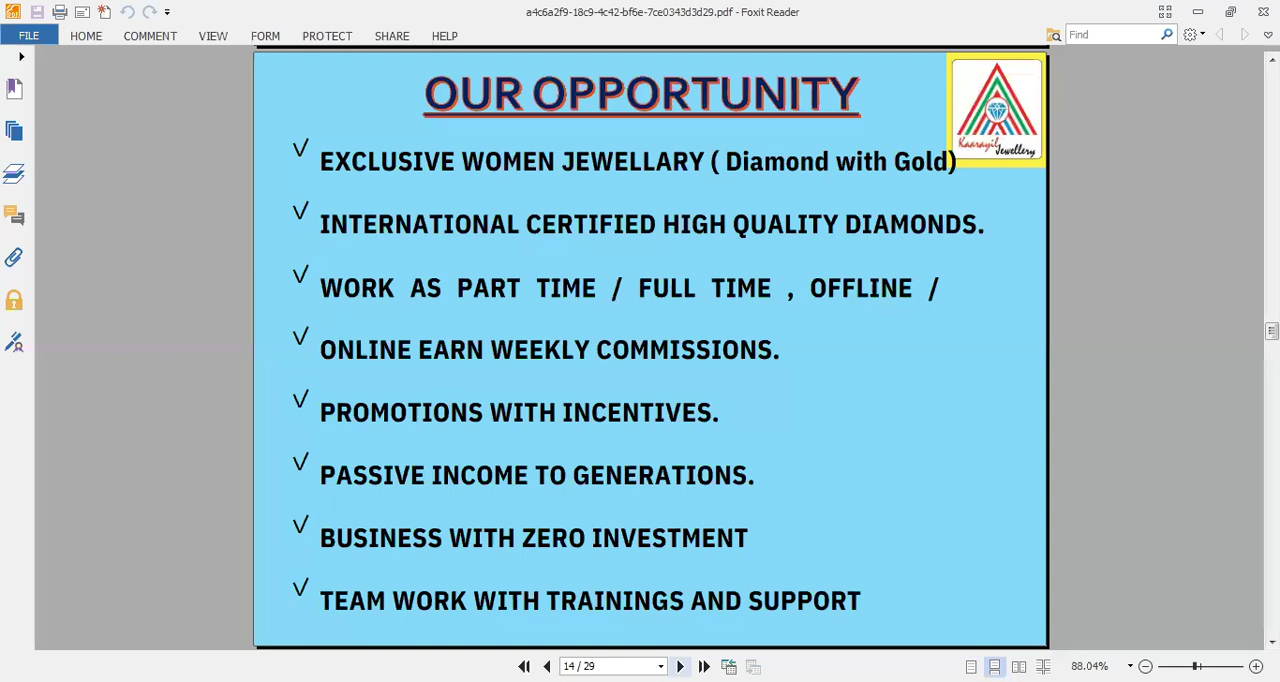 a4c6a2f9-18c9-4c42-bf6e-7ce0343d3d29.pdf - Foxit Reader
FILE HOME COMMENT VIEW FORM PROTECT SHARE HELP
Find
OUR OPPORTUNITY
Kaarayil Jewellery
√ EXCLUSIVE WOMEN JEWELLARY ( Diamond with Gold)
√ INTERNATIONAL CERTIFIED HIGH QUALITY DIAMONDS.
√ WORK AS PART TIME / FULL TIME , OFFLINE /
√ ONLINE EARN WEEKLY COMMISSIONS.
√ PROMOTIONS WITH INCENTIVES.
√ PASSIVE INCOME TO GENERATIONS.
√ BUSINESS WITH ZERO INVESTMENT
√ TEAM WORK WITH TRAININGS AND SUPPORT
14 / 29
88.04%